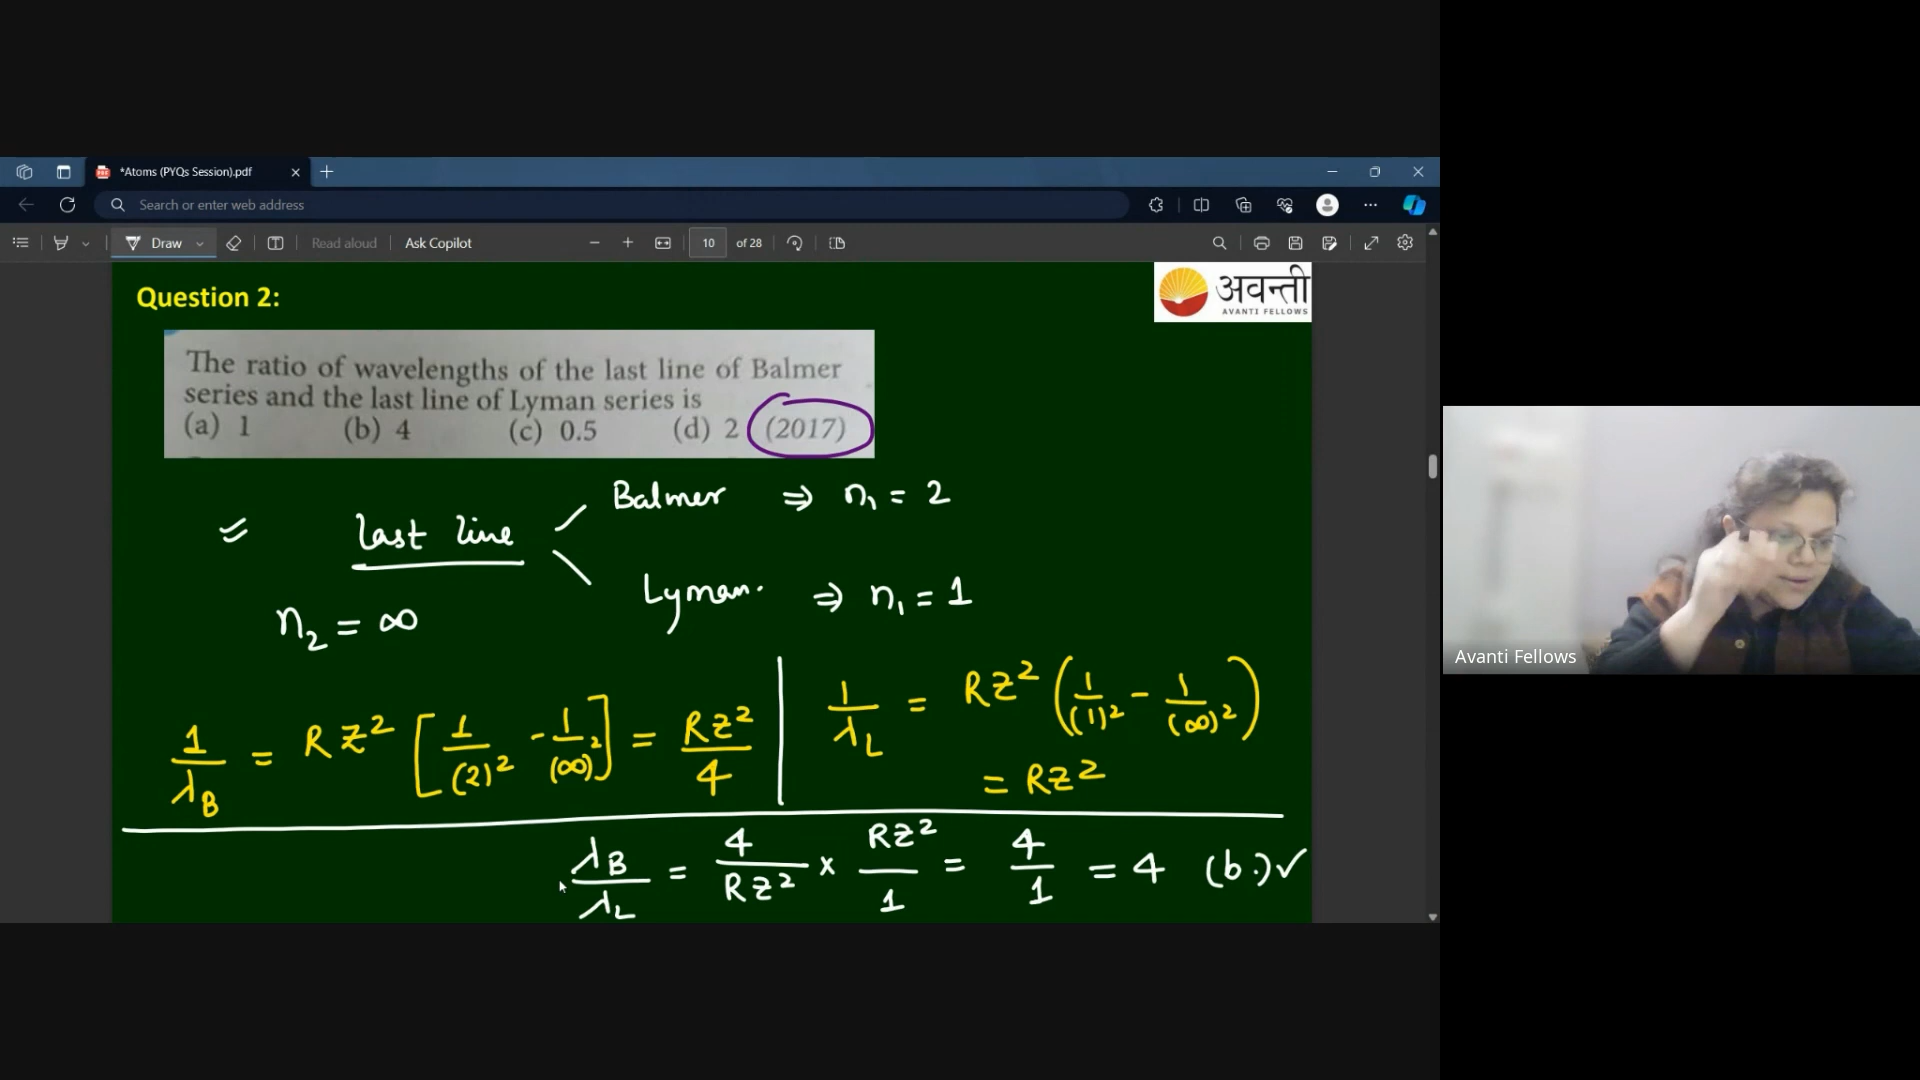 *Atoms (PYQs Session).pdf
Search or enter web address
Draw
Read aloud
Ask Copilot
10 of 28
Question 2:
अवन्ती
AVANTI FELLOWS
The ratio of wavelengths of the last line of Balmer
series and the last line of Lyman series is
(a) 1 (b) 4 (c) 0.5 (d) 2 (2017)
Balmer ⇒ n₁ = 2
last line
Lyman. ⇒ n₁ = 1
n₂ = ∞
1/λ_B = RZ² [1/(2)² - 1/(∞)²] = RZ²/4
1/λ_L = RZ² (1/(1)² - 1/(∞)²)
= RZ²
λ_B/λ_L = 4/RZ² × RZ²/1 = 4/1 = 4 (b.) ✓
Avanti Fellows